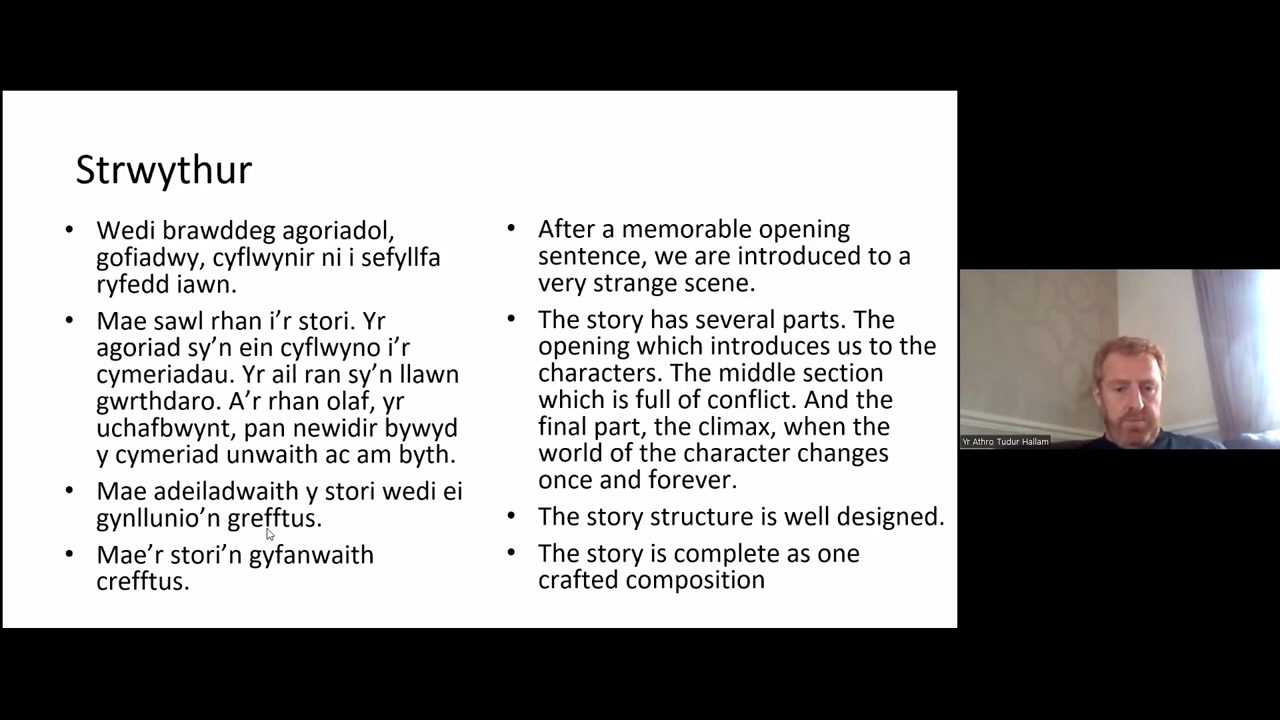 Strwythur
• Wedi brawddeg agoriadol,
gofiadwy, cyflwynir ni i sefyllfa
ryfedd iawn.
• Mae sawl rhan i’r stori. Yr
agoriad sy’n ein cyflwyno i’r
cymeriadau. Yr ail ran sy’n llawn
gwrthdaro. A’r rhan olaf, yr
uchafbwynt, pan newidir bywyd
y cymeriad unwaith ac am byth.
• Mae adeiladwaith y stori wedi ei
gynllunio’n grefftus.
• Mae’r stori’n gyfanwaith
crefftus.
• After a memorable opening
sentence, we are introduced to a
very strange scene.
• The story has several parts. The
opening which introduces us to the
characters. The middle section
which is full of conflict. And the
final part, the climax, when the
world of the character changes
once and forever.
• The story structure is well designed.
• The story is complete as one
crafted composition
Yr Athro Tudur Hallam